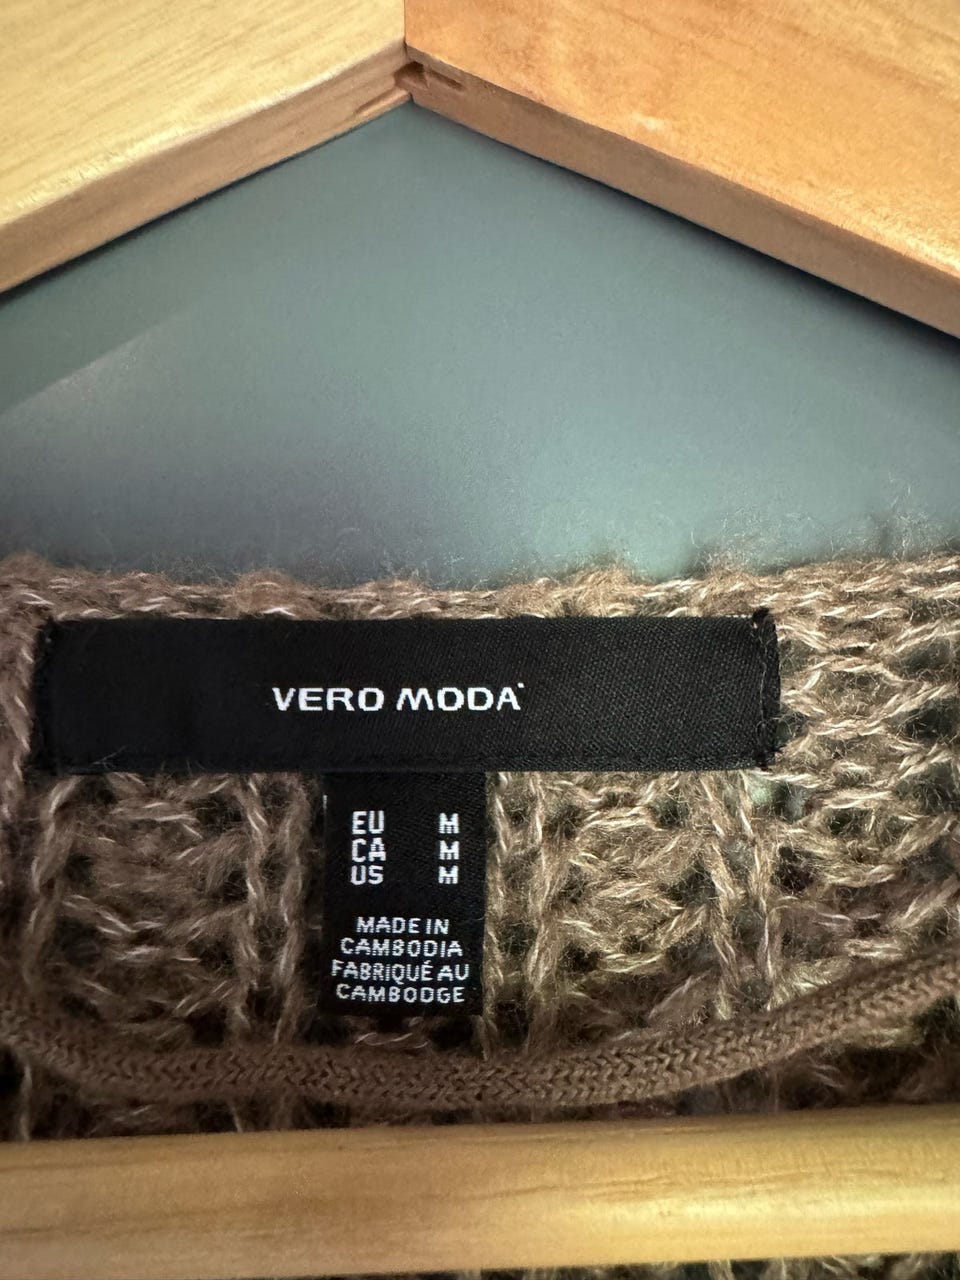 VERO MODA
EU M
CA M
US M
MADE IN
CAMBODIA
FABRIQUÉ AU
CAMBODGE